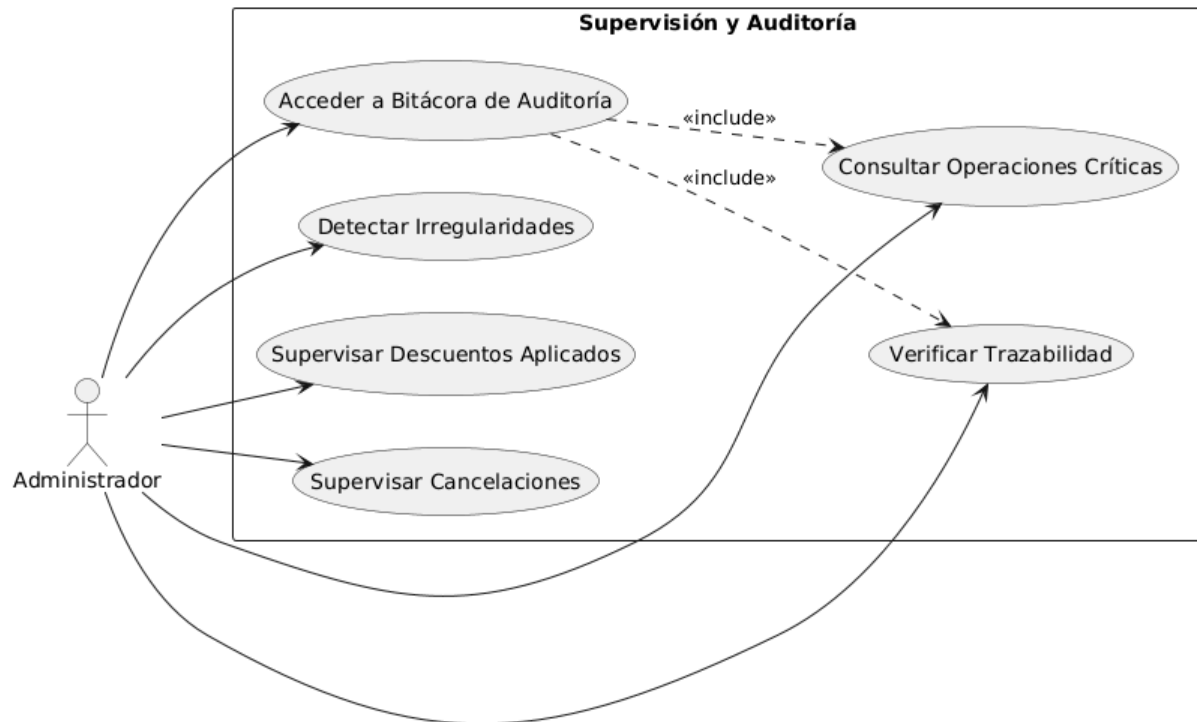 Supervisión y Auditoría
Acceder a Bitácora de Auditoría
«include»
Consultar Operaciones Críticas
«include»
Detectar Irregularidades
Supervisar Descuentos Aplicados
Verificar Trazabilidad
Administrador
Supervisar Cancelaciones